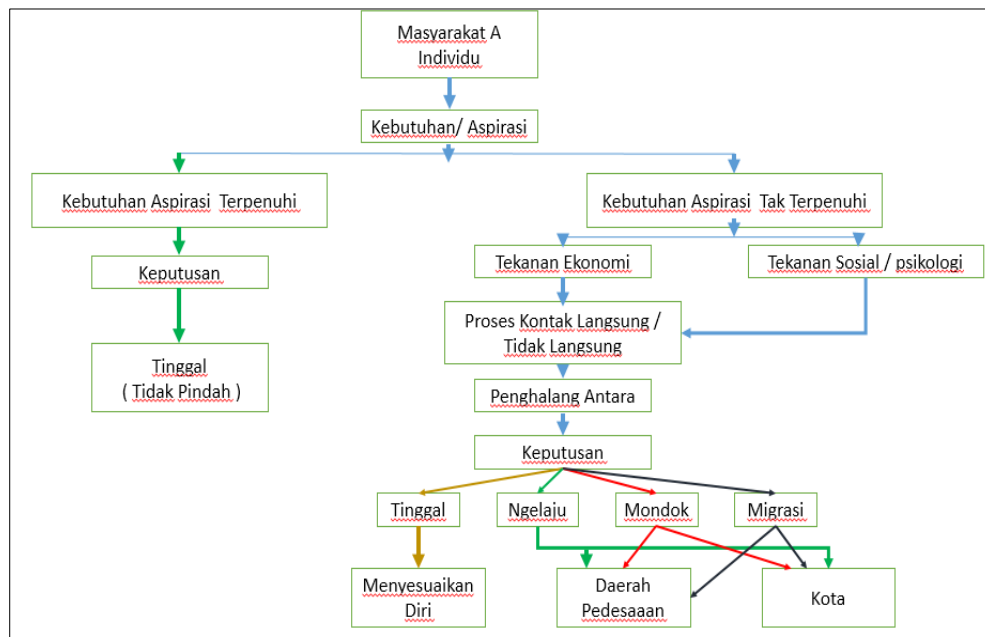 Masyarakat A
Individu
Kebutuhan/ Aspirasi
Kebutuhan Aspirasi Terpenuhi
Kebutuhan Aspirasi Tak Terpenuhi
Keputusan
Tekanan Ekonomi
Tekanan Sosial / psikologi
Proses Kontak Langsung /
Tidak Langsung
Tinggal
( Tidak Pindah )
Penghalang Antara
Keputusan
Tinggal
Ngelaju
Mondok
Migrasi
Menyesuaikan
Diri
Daerah
Pedesaaan
Kota